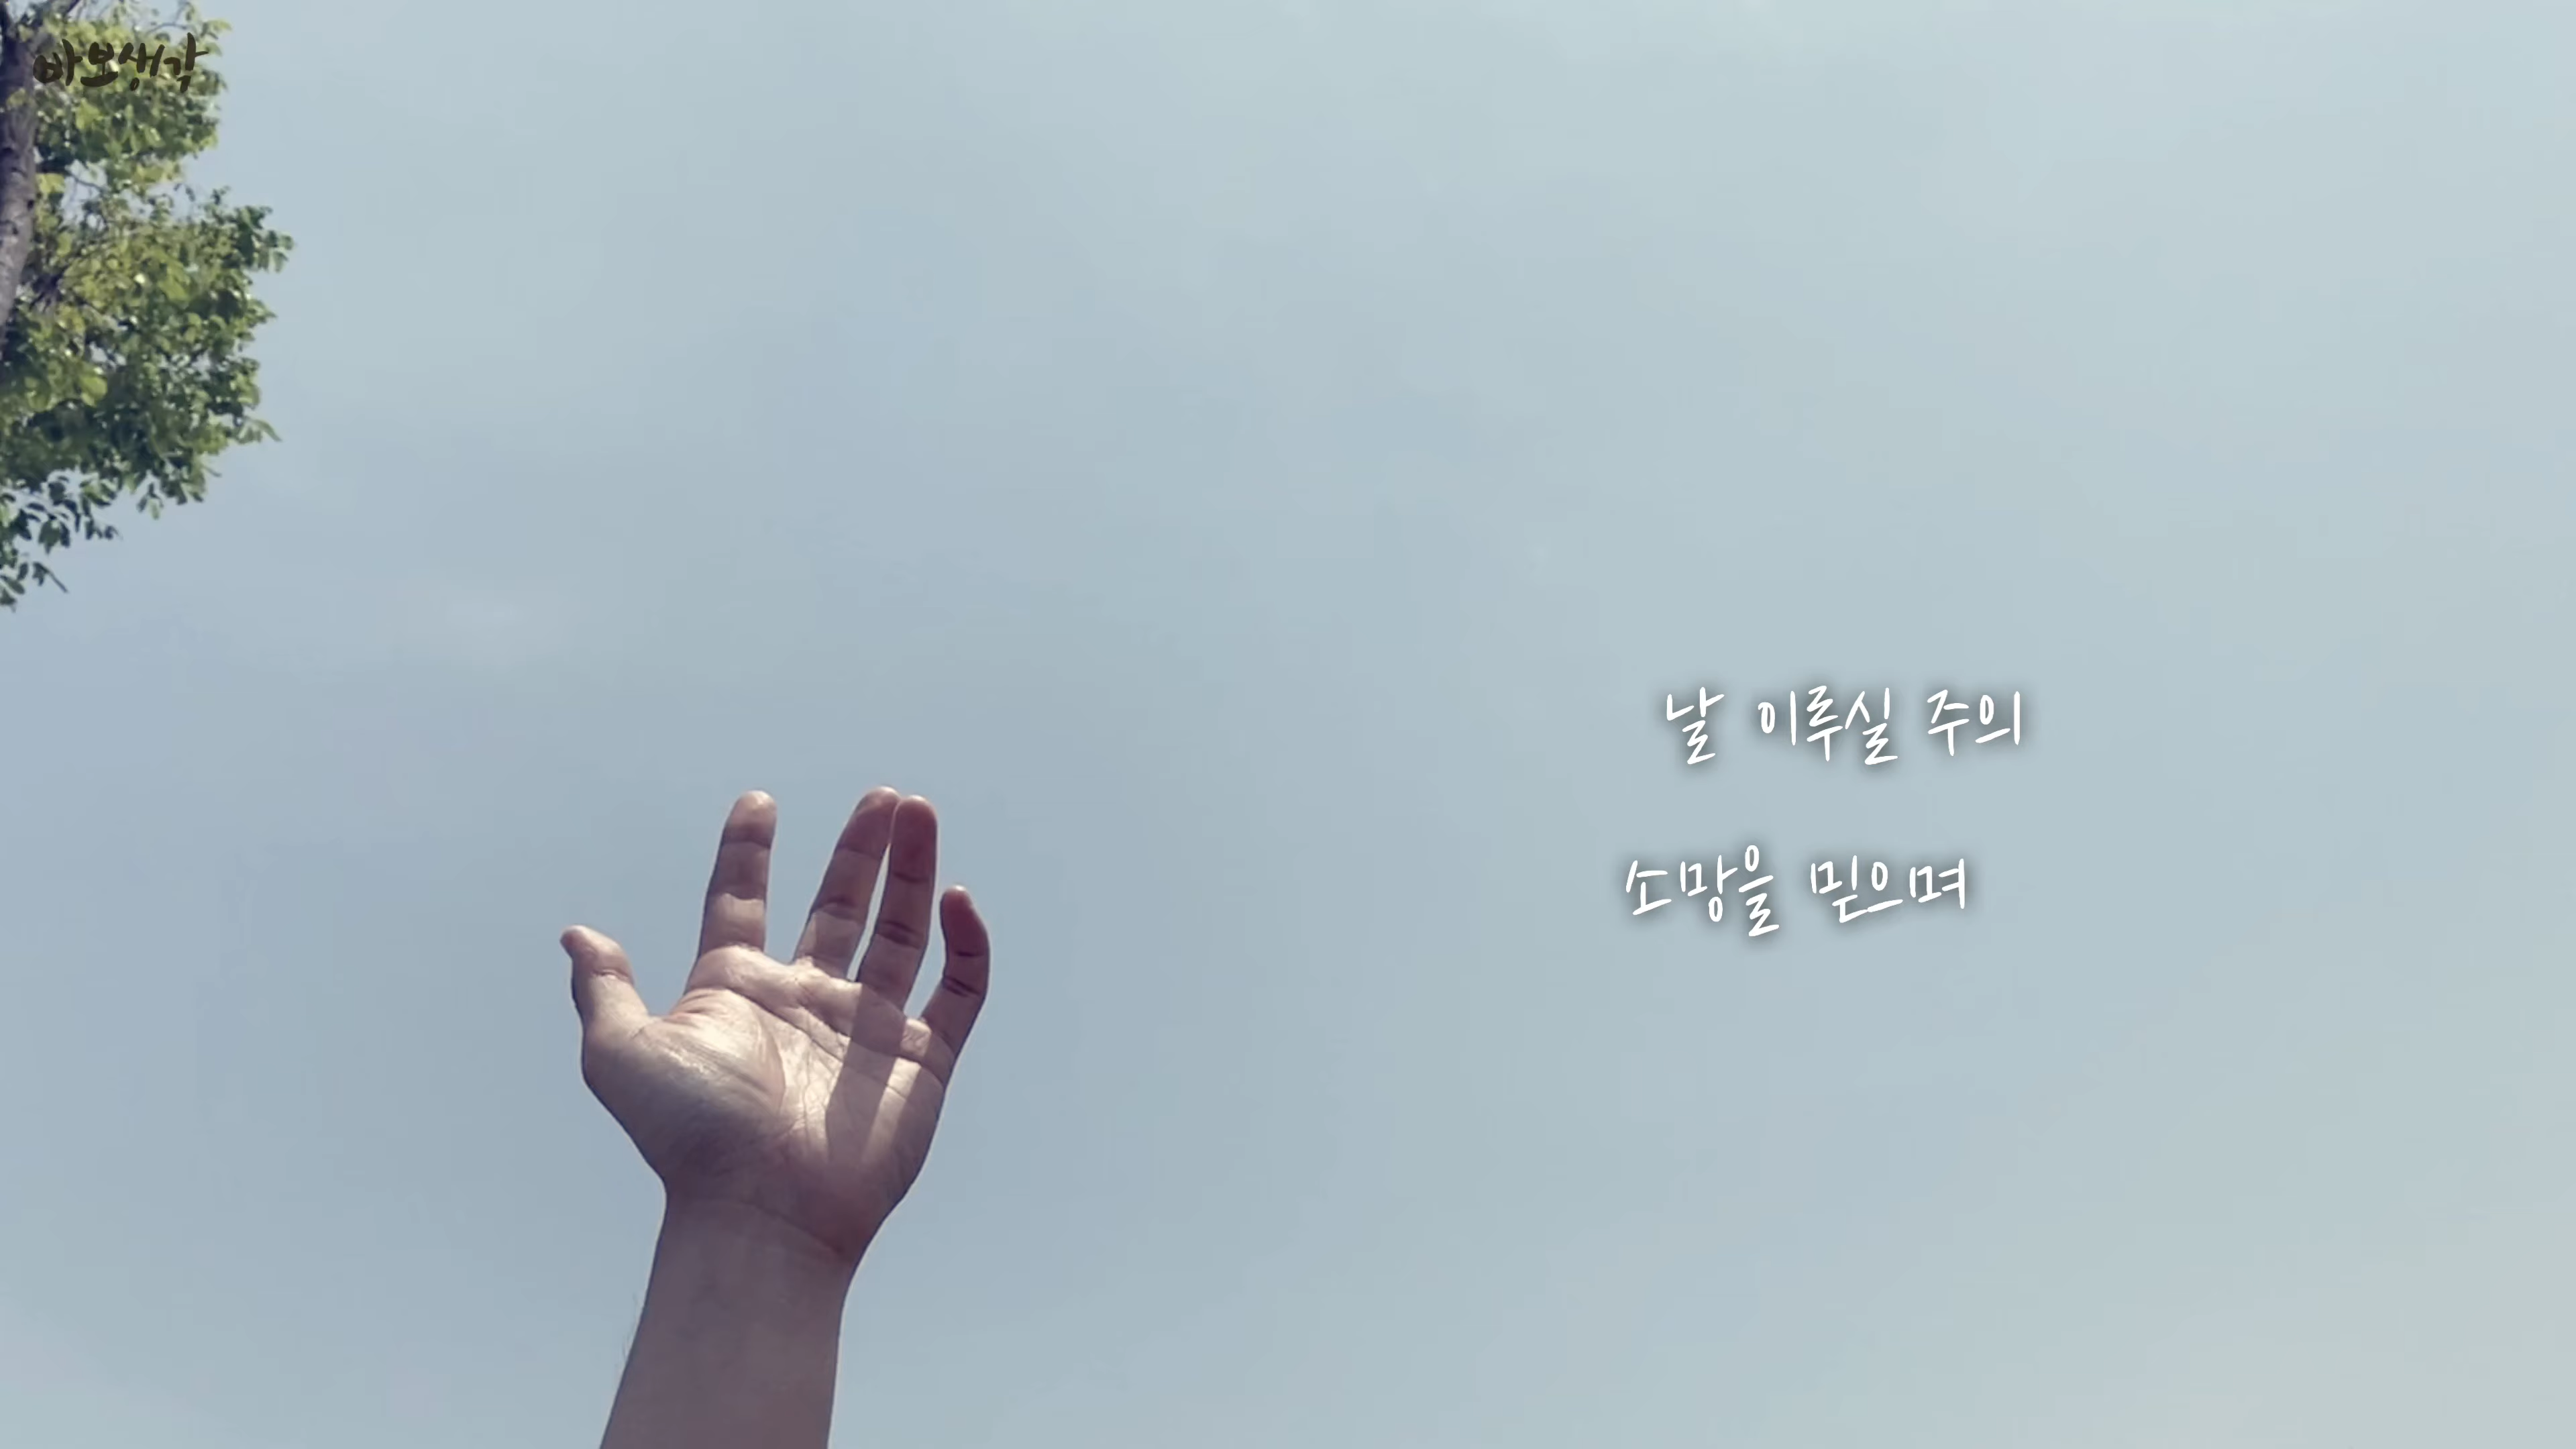 바보생각
날 이루실 주의
소망을 믿으며